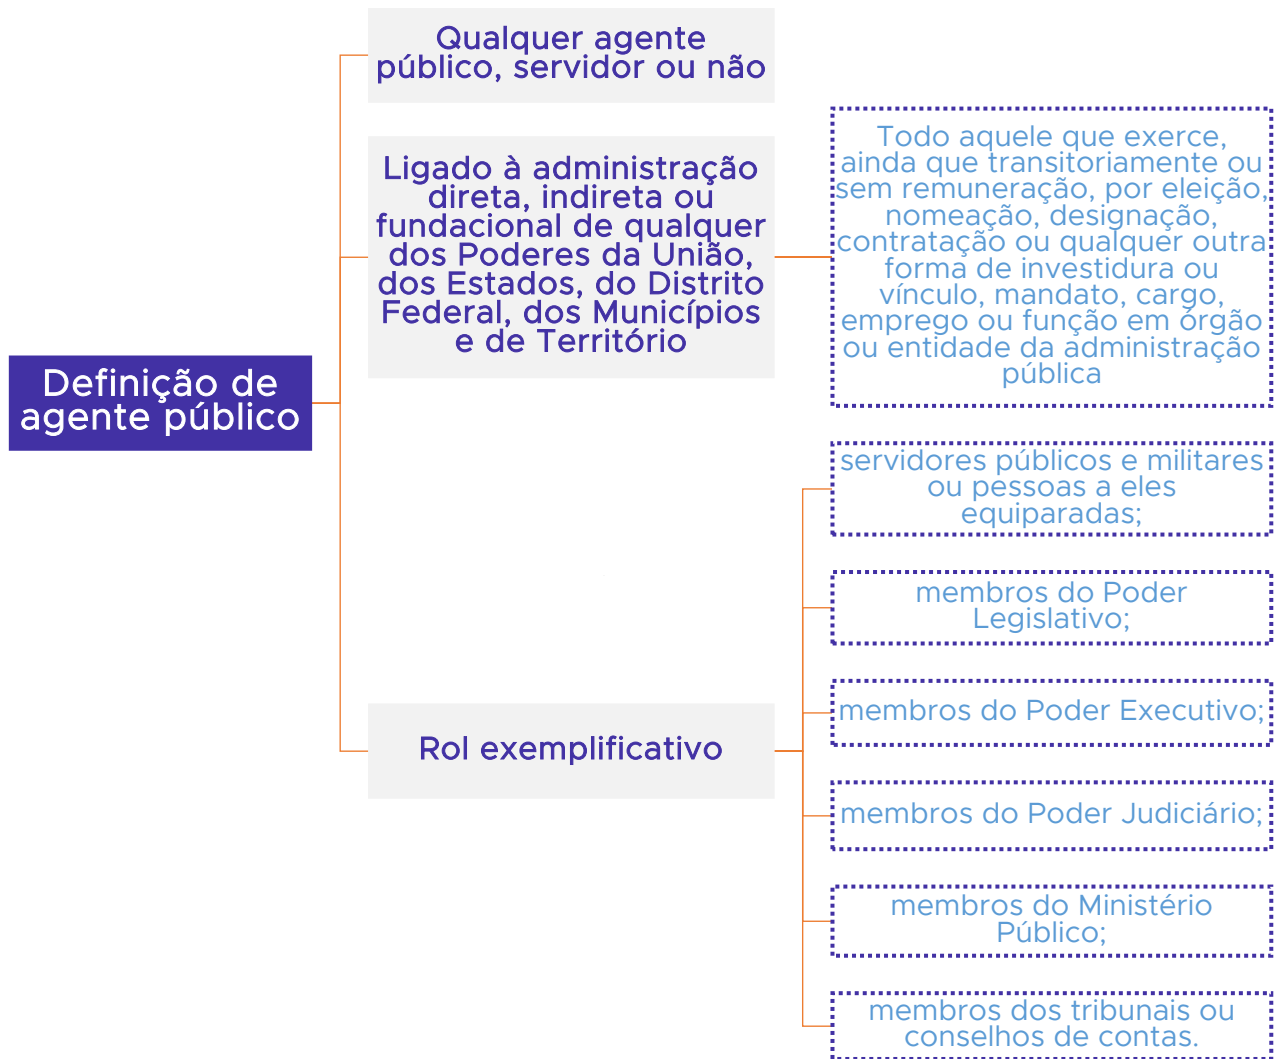 Definição de
agente público
Qualquer agente
público, servidor ou não
Ligado à administração
direta, indireta ou
fundacional de qualquer
dos Poderes da União,
dos Estados, do Distrito
Federal, dos Municípios
e de Território
Todo aquele que exerce,
ainda que transitoriamente ou
sem remuneração, por eleição,
nomeação, designação,
contratação ou qualquer outra
forma de investidura ou
vínculo, mandato, cargo,
emprego ou função em órgão
ou entidade da administração
pública
Rol exemplificativo
servidores públicos e militares
ou pessoas a eles
equiparadas;
membros do Poder
Legislativo;
membros do Poder Executivo;
membros do Poder Judiciário;
membros do Ministério
Público;
membros dos tribunais ou
conselhos de contas.